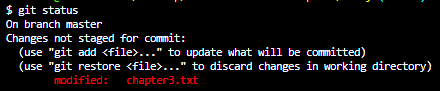 $ git status
On branch master
Changes not staged for commit:
  (use "git add <file>..." to update what will be committed)
  (use "git restore <file>..." to discard changes in working directory)
        modified:   chapter3.txt